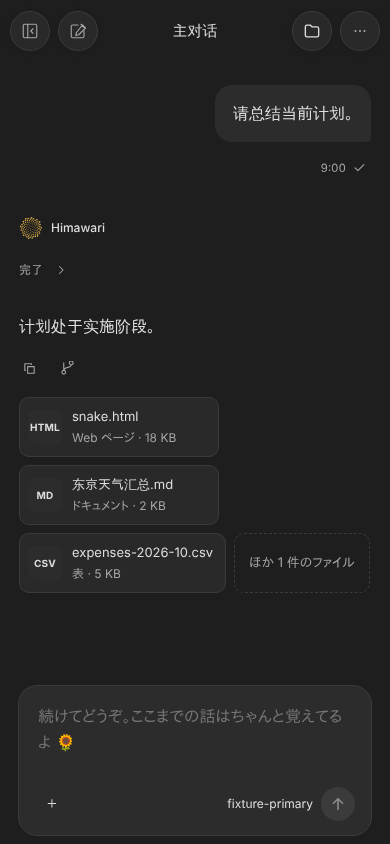 主对话
请总结当前计划。
9:00
Himawari
完了
计划处于实施阶段。
HTML
snake.html
Web ページ · 18 KB
MD
东京天气汇总.md
ドキュメント · 2 KB
CSV
expenses-2026-10.csv
表 · 5 KB
ほか 1 件のファイル
続けてどうぞ。ここまでの話はちゃんと覚えてる
よ 🌻
fixture-primary